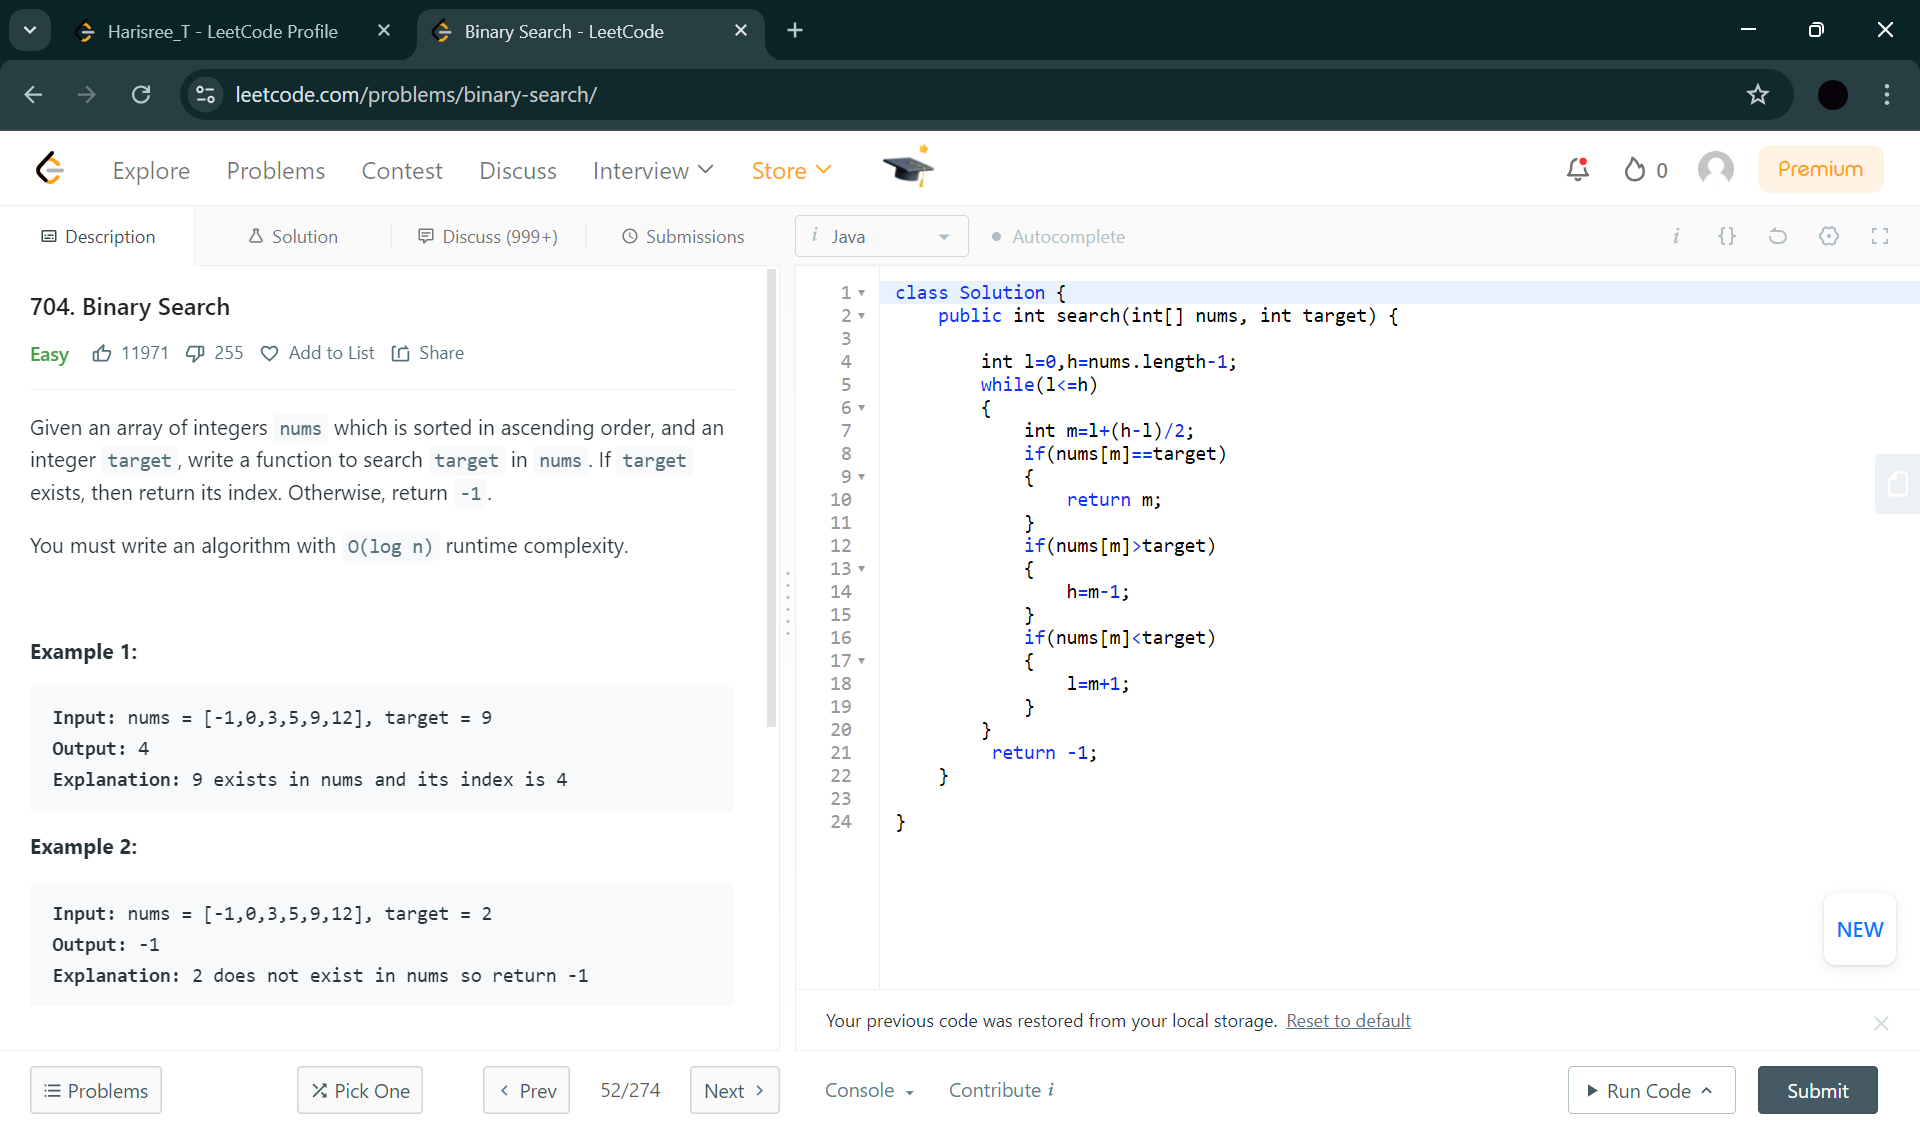 Harisree_T - LeetCode Profile
Binary Search - LeetCode
leetcode.com/problems/binary-search/
Explore Problems Contest Discuss Interview Store
0
Premium
Description
Solution
Discuss (999+)
Submissions
i Java
Autocomplete
i {}
704. Binary Search
Easy 11971 255 Add to List Share
Given an array of integers nums which is sorted in ascending order, and an
integer target, write a function to search target in nums. If target
exists, then return its index. Otherwise, return -1.
You must write an algorithm with O(log n) runtime complexity.
Example 1:
Input: nums = [-1,0,3,5,9,12], target = 9
Output: 4
Explanation: 9 exists in nums and its index is 4
Example 2:
Input: nums = [-1,0,3,5,9,12], target = 2
Output: -1
Explanation: 2 does not exist in nums so return -1
1 class Solution {
2 public int search(int[] nums, int target) {
3
4 int l=0,h=nums.length-1;
5 while(l<=h)
6 {
7 int m=l+(h-l)/2;
8 if(nums[m]==target)
9 {
10 return m;
11 }
12 if(nums[m]>target)
13 {
14 h=m-1;
15 }
16 if(nums[m]<target)
17 {
18 l=m+1;
19 }
20 }
21 return -1;
22 }
23
24 }
NEW
Your previous code was restored from your local storage. Reset to default
Problems
Pick One
Prev
52/274
Next
Console
Contribute i
Run Code
Submit